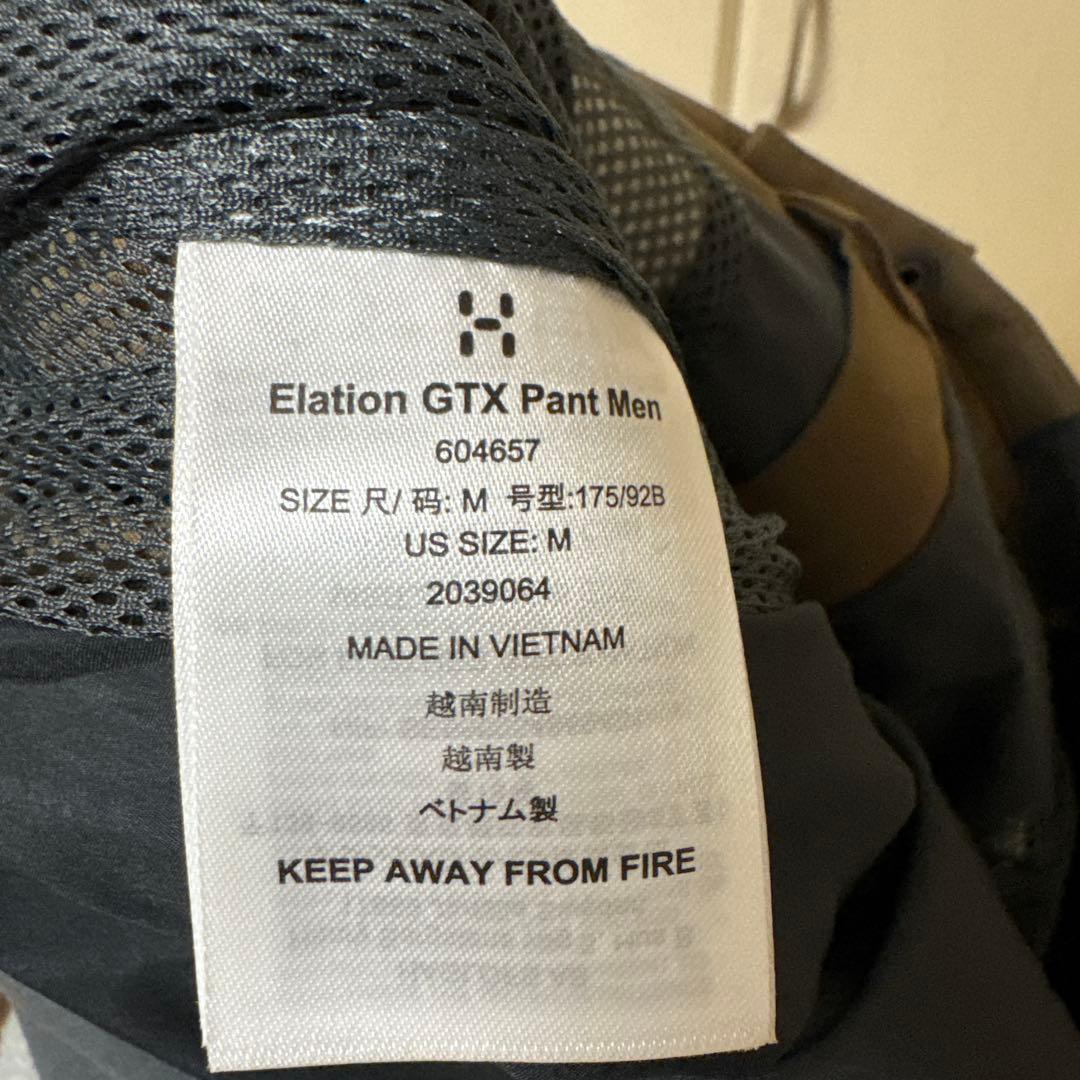 Elation GTX Pant Men
604657
SIZE 尺/ 码: M 号型:175/92B
US SIZE: M
2039064
MADE IN VIETNAM
越南制造
越南製
ベトナム製
KEEP AWAY FROM FIRE